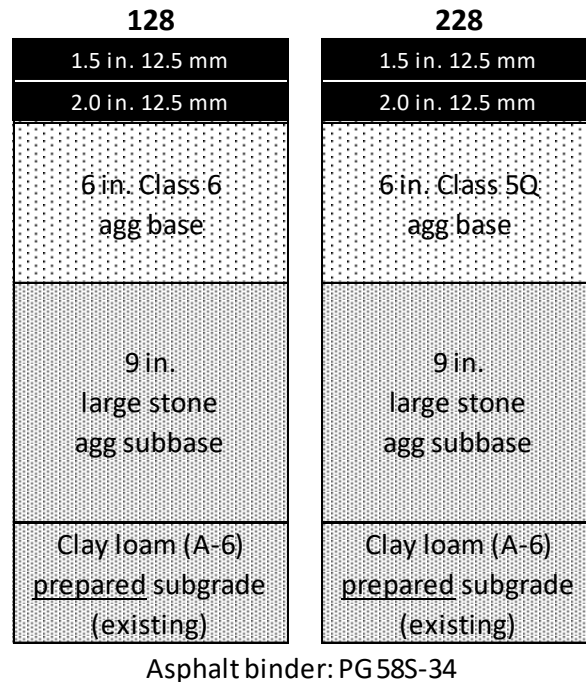 128
1.5 in. 12.5 mm
2.0 in. 12.5 mm
6 in. Class 6
agg base
9 in.
large stone
agg subbase
Clay loam (A-6)
prepared subgrade
(existing)
228
1.5 in. 12.5 mm
2.0 in. 12.5 mm
6 in. Class 5Q
agg base
9 in.
large stone
agg subbase
Clay loam (A-6)
prepared subgrade
(existing)
Asphalt binder: PG 58S-34